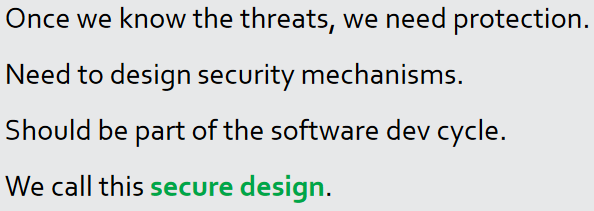 Once we know the threats, we need protection.
Need to design security mechanisms.
Should be part of the software dev cycle.
We call this secure design.